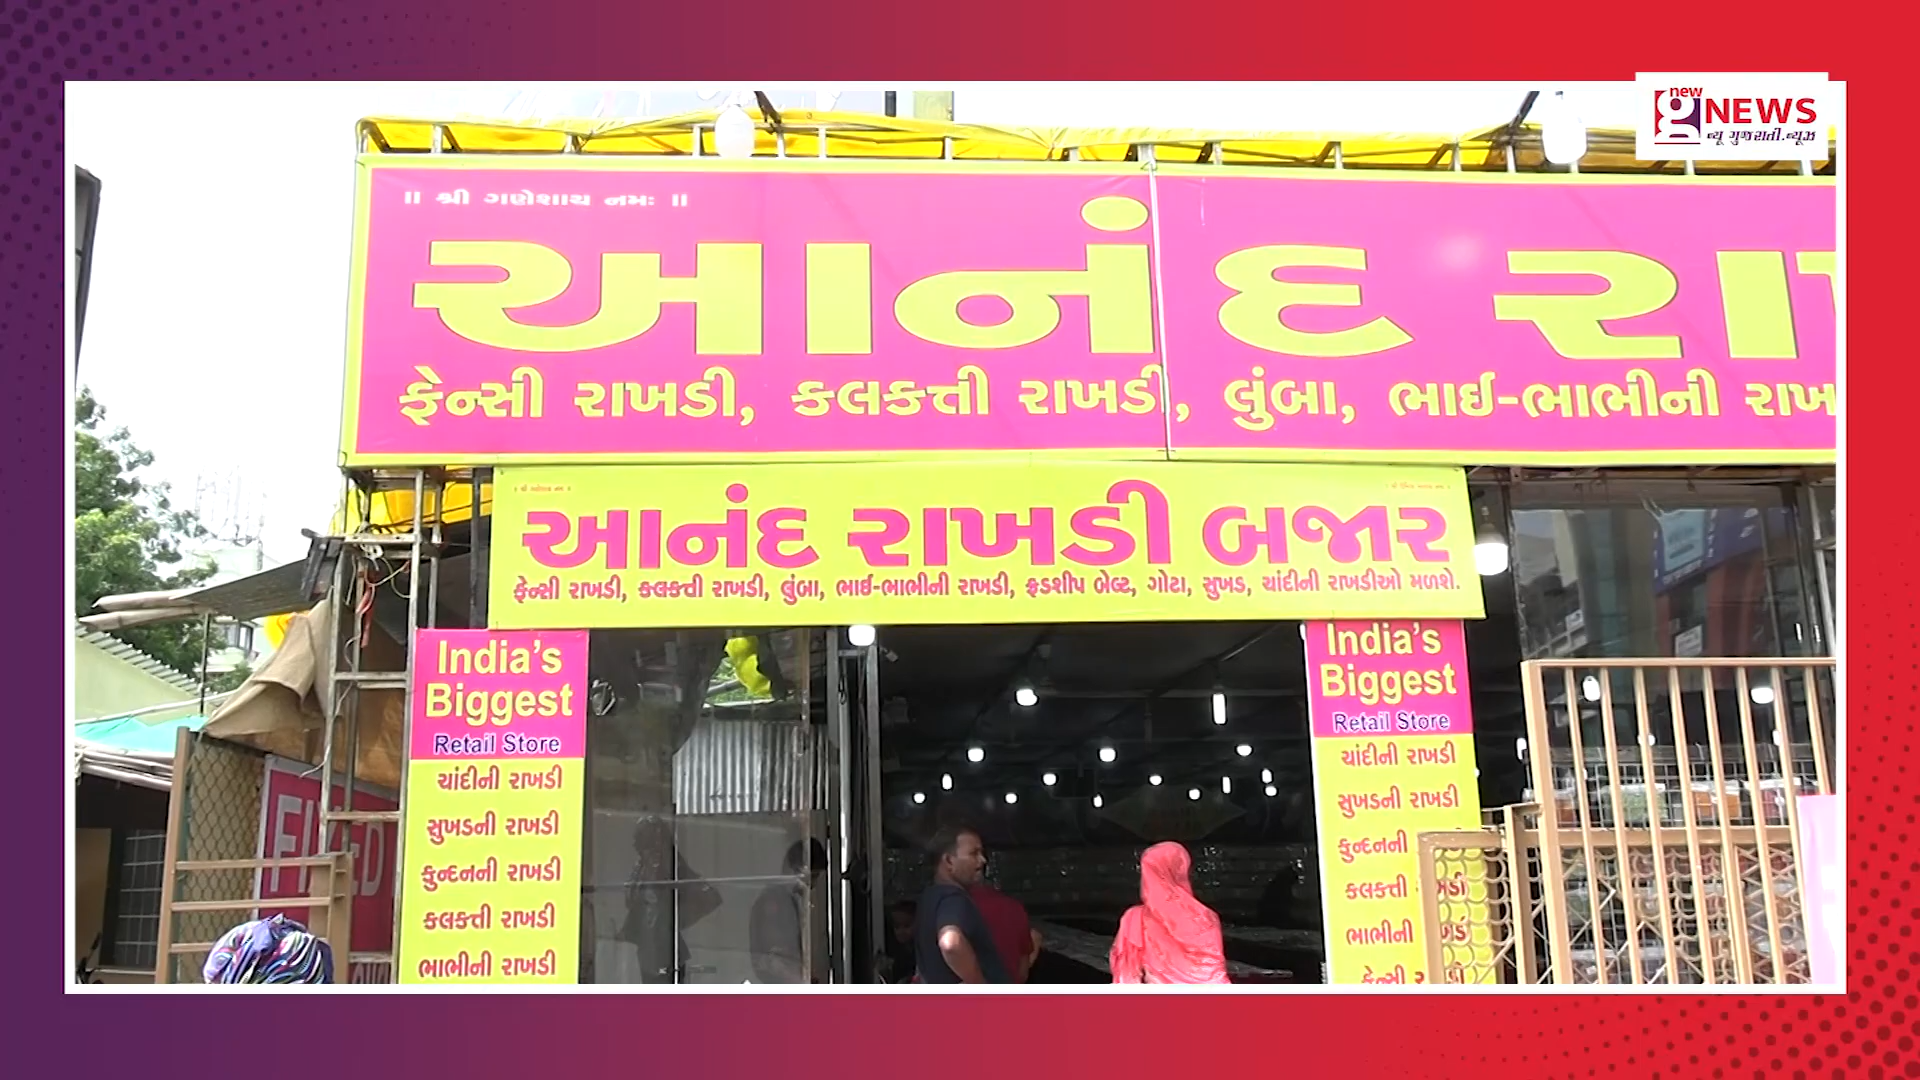 new
g NEWS
ન્યૂ ગુજરાતી.ન્યૂઝ
॥ શ્રી ગણેશાય નમઃ ॥
આનંદ રા
ફેન્સી રાખડી, કલકત્તી રાખડી, લુંબા, ભાઈ-ભાભીની રાખ
આનંદ રાખડી બજાર
ફેન્સી રાખડી, કલકત્તી રાખડી, લુંબા, ભાઈ-ભાભીની રાખડી, ફ્રડશીપ બેલ્ટ, ગોટા, સુખડ, ચાંદીની રાખડીઓ મળશે.
India's
Biggest
Retail Store
ચાંદીની રાખડી
સુખડની રાખડી
કુન્દનની રાખડી
કલકત્તી રાખડી
ભાભીની રાખડી
India's
Biggest
Retail Store
ચાંદીની રાખડી
સુખડની રાખડી
કુન્દનની
કલકત્તી
ભાભીની
ફેન્સી
FIXED